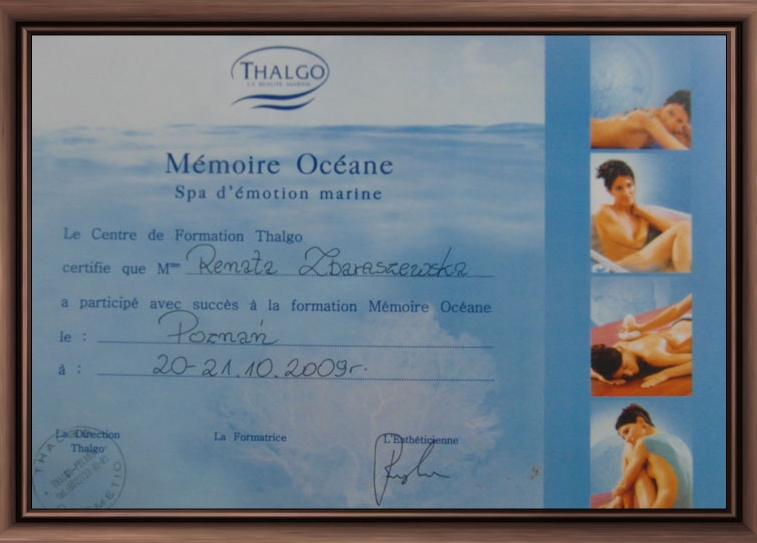 THALGO
LA BEAUTÉ MARINE
Mémoire Océane
Spa d'émotion marine
Le Centre de Formation Thalgo
certifie que Mme Renata Zbaraszewska
a participé avec succès à la formation Mémoire Océane
le : Poznań
à : 20-21.10.2009r.
La Direction
Thalgo
La Formatrice
L'Esthéticienne